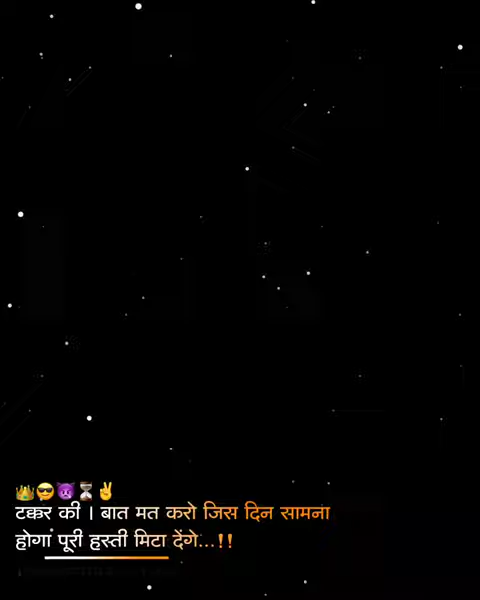 👑😎😈⏳✌️
टक्कर की । बात मत करो जिस दिन सामना
होगा पूरी हस्ती मिटा देंगे...!!